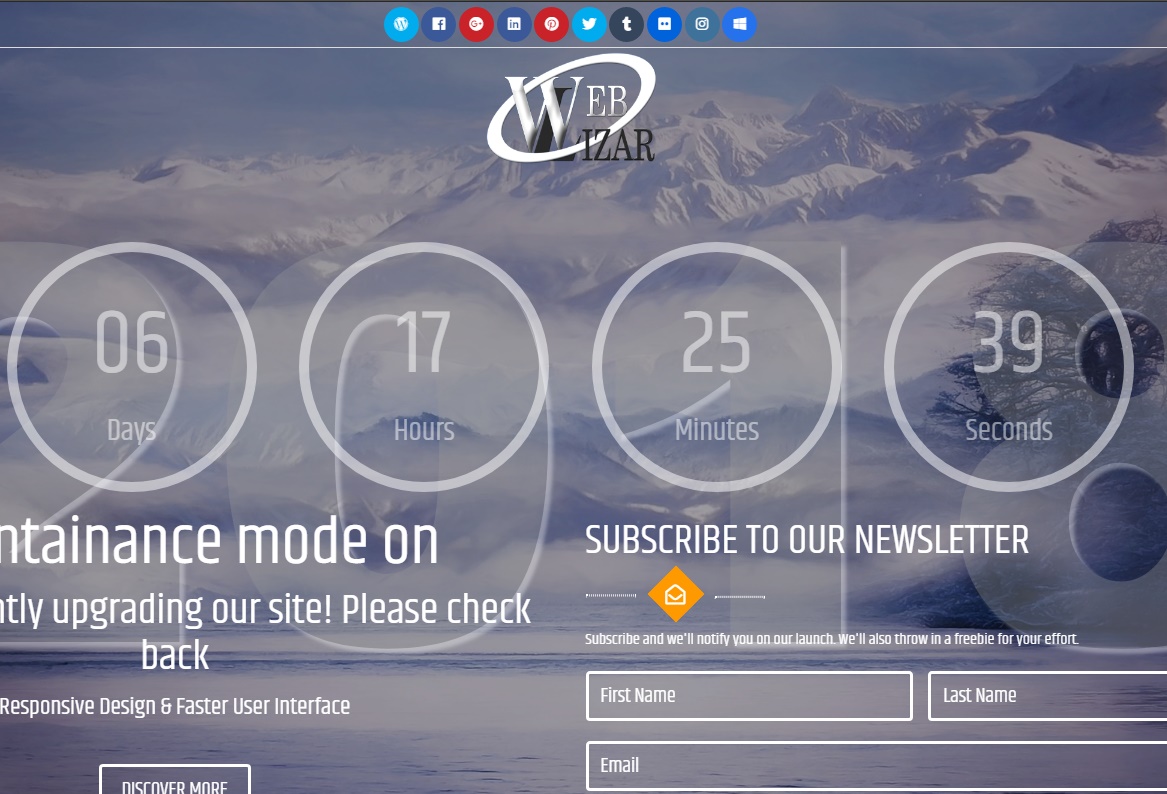 WEB
WIZAR
06
17
25
39
Days
Hours
Minutes
Seconds
ntainance mode on
ntly upgrading our site! Please check
back
Responsive Design & Faster User Interface
DISCOVER MORE
SUBSCRIBE TO OUR NEWSLETTER
Subscribe and we'll notify you on our launch. We'll also throw in a freebie for your effort.
First Name
Last Name
Email